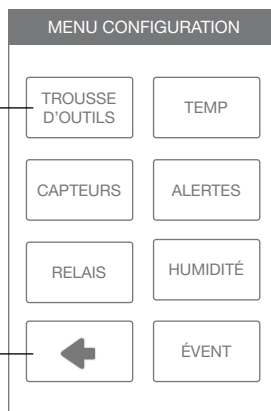 MENU CONFIGURATION
TROUSSE
D'OUTILS
TEMP
CAPTEURS
ALERTES
RELAIS
HUMIDITÉ
ÉVENT